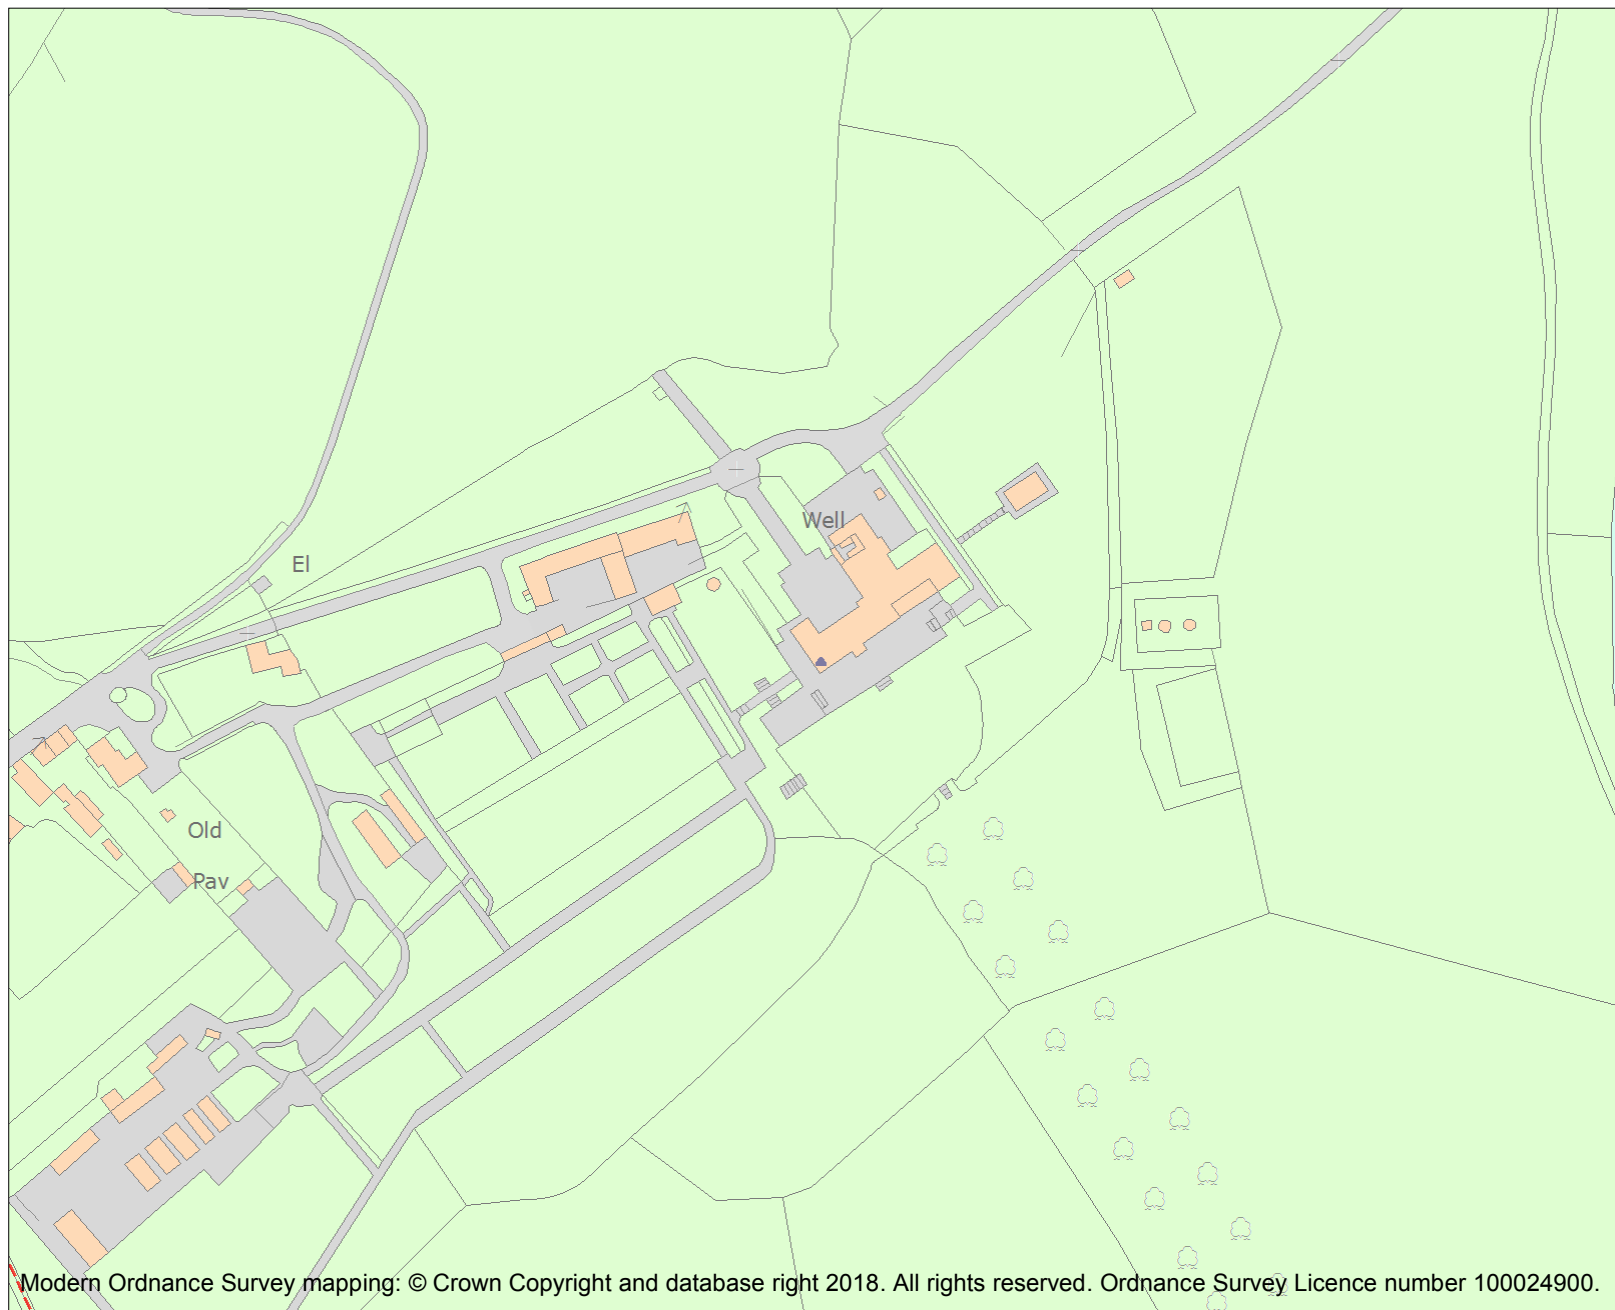 Well
El
Old
Pav
Modern Ordnance Survey mapping: © Crown Copyright and database right 2018. All rights reserved. Ordnance Survey Licence number 100024900.